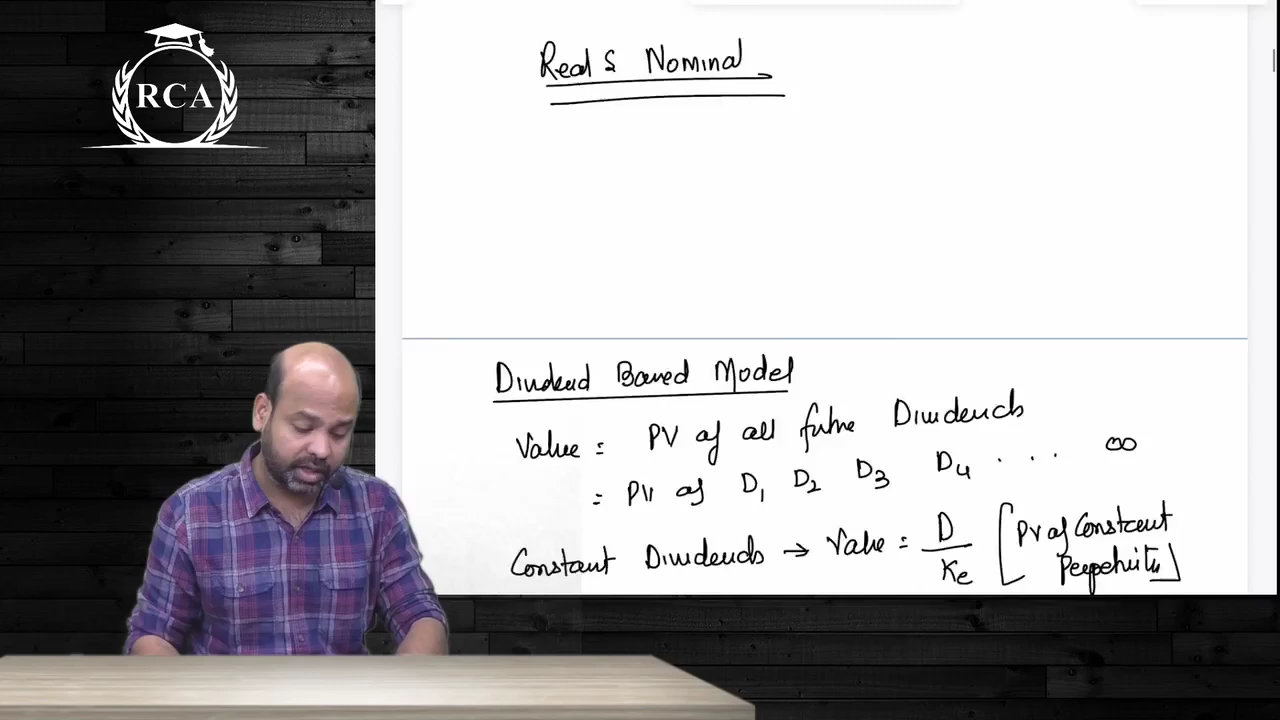 RCA
Real & Nominal
Dividend Based Model
Value = PV of all future Dividends
= PV of D1 D2 D3 D4 . . . ∞
Constant Dividends → Value = D / Ke [PV of Constant Perpetuity]